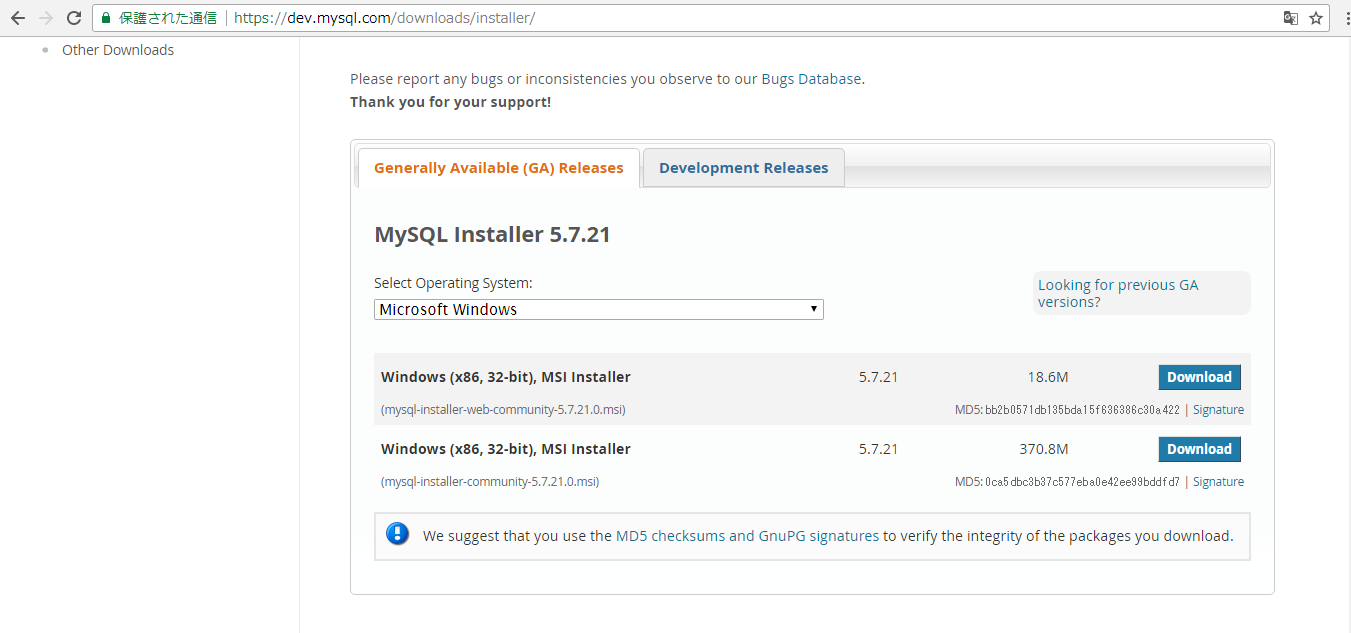 保護された通信 https://dev.mysql.com/downloads/installer/
Other Downloads
Please report any bugs or inconsistencies you observe to our Bugs Database.
Thank you for your support!
Generally Available (GA) Releases Development Releases
MySQL Installer 5.7.21
Select Operating System:
Microsoft Windows
Looking for previous GA
versions?
Windows (x86, 32-bit), MSI Installer 5.7.21 18.6M Download
(mysql-installer-web-community-5.7.21.0.msi) MD5: bb2b0571db135bda15f636386c30a422 | Signature
Windows (x86, 32-bit), MSI Installer 5.7.21 370.8M Download
(mysql-installer-community-5.7.21.0.msi) MD5: 0ca5dbc3b37c577eba0e42ee99bddfd7 | Signature
We suggest that you use the MD5 checksums and GnuPG signatures to verify the integrity of the packages you download.